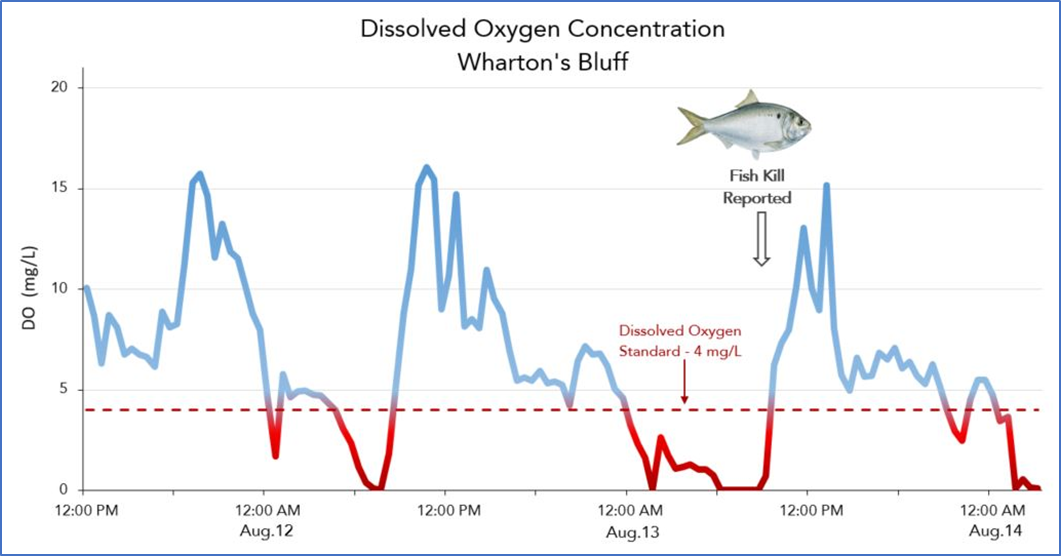 Dissolved Oxygen Concentration
Wharton's Bluff
20
15
10
5
0
DO (mg/L)
Fish Kill
Reported
Dissolved Oxygen
Standard - 4 mg/L
12:00 PM
12:00 AM
Aug.12
12:00 PM
12:00 AM
Aug.13
12:00 PM
12:00 AM
Aug.14